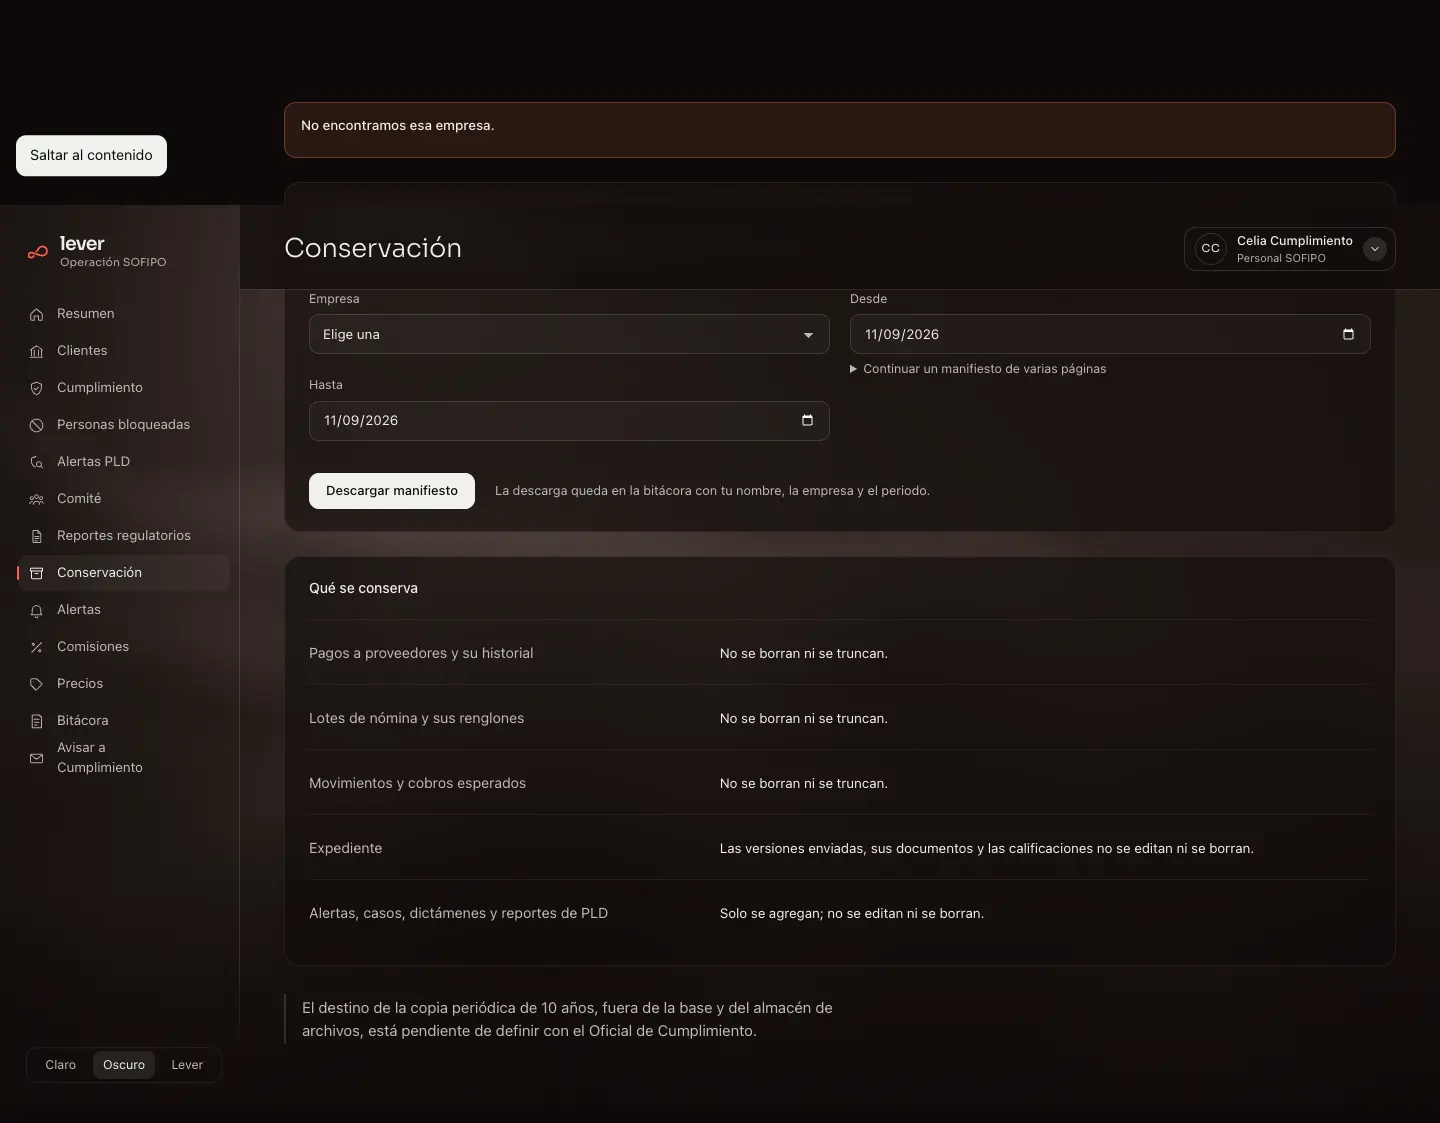 No encontramos esa empresa.
Saltar al contenido
lever
Operación SOFIPO
Resumen
Clientes
Cumplimiento
Personas bloqueadas
Alertas PLD
Comité
Reportes regulatorios
Conservación
Alertas
Comisiones
Precios
Bitácora
Avisar a
Cumplimiento
Claro
Oscuro
Lever
Conservación
CC
Celia Cumplimiento
Personal SOFIPO
Empresa
Elige una
Desde
11/09/2026
Continuar un manifiesto de varias páginas
Hasta
11/09/2026
Descargar manifiesto
La descarga queda en la bitácora con tu nombre, la empresa y el periodo.
Qué se conserva
Pagos a proveedores y su historial
No se borran ni se truncan.
Lotes de nómina y sus renglones
No se borran ni se truncan.
Movimientos y cobros esperados
No se borran ni se truncan.
Expediente
Las versiones enviadas, sus documentos y las calificaciones no se editan ni se borran.
Alertas, casos, dictámenes y reportes de PLD
Solo se agregan; no se editan ni se borran.
El destino de la copia periódica de 10 años, fuera de la base y del almacén de
archivos, está pendiente de definir con el Oficial de Cumplimiento.